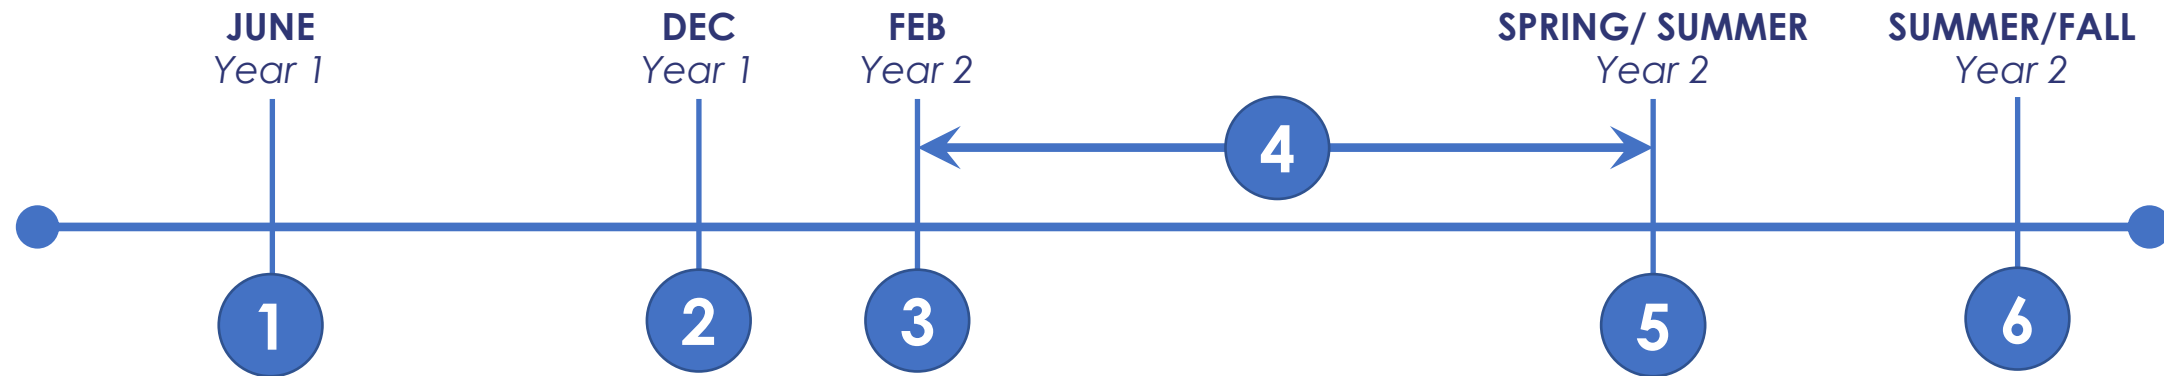 JUNE
Year 1
DEC
Year 1
FEB
Year 2
SPRING/ SUMMER
Year 2
SUMMER/FALL
Year 2
4
1
2
3
5
6